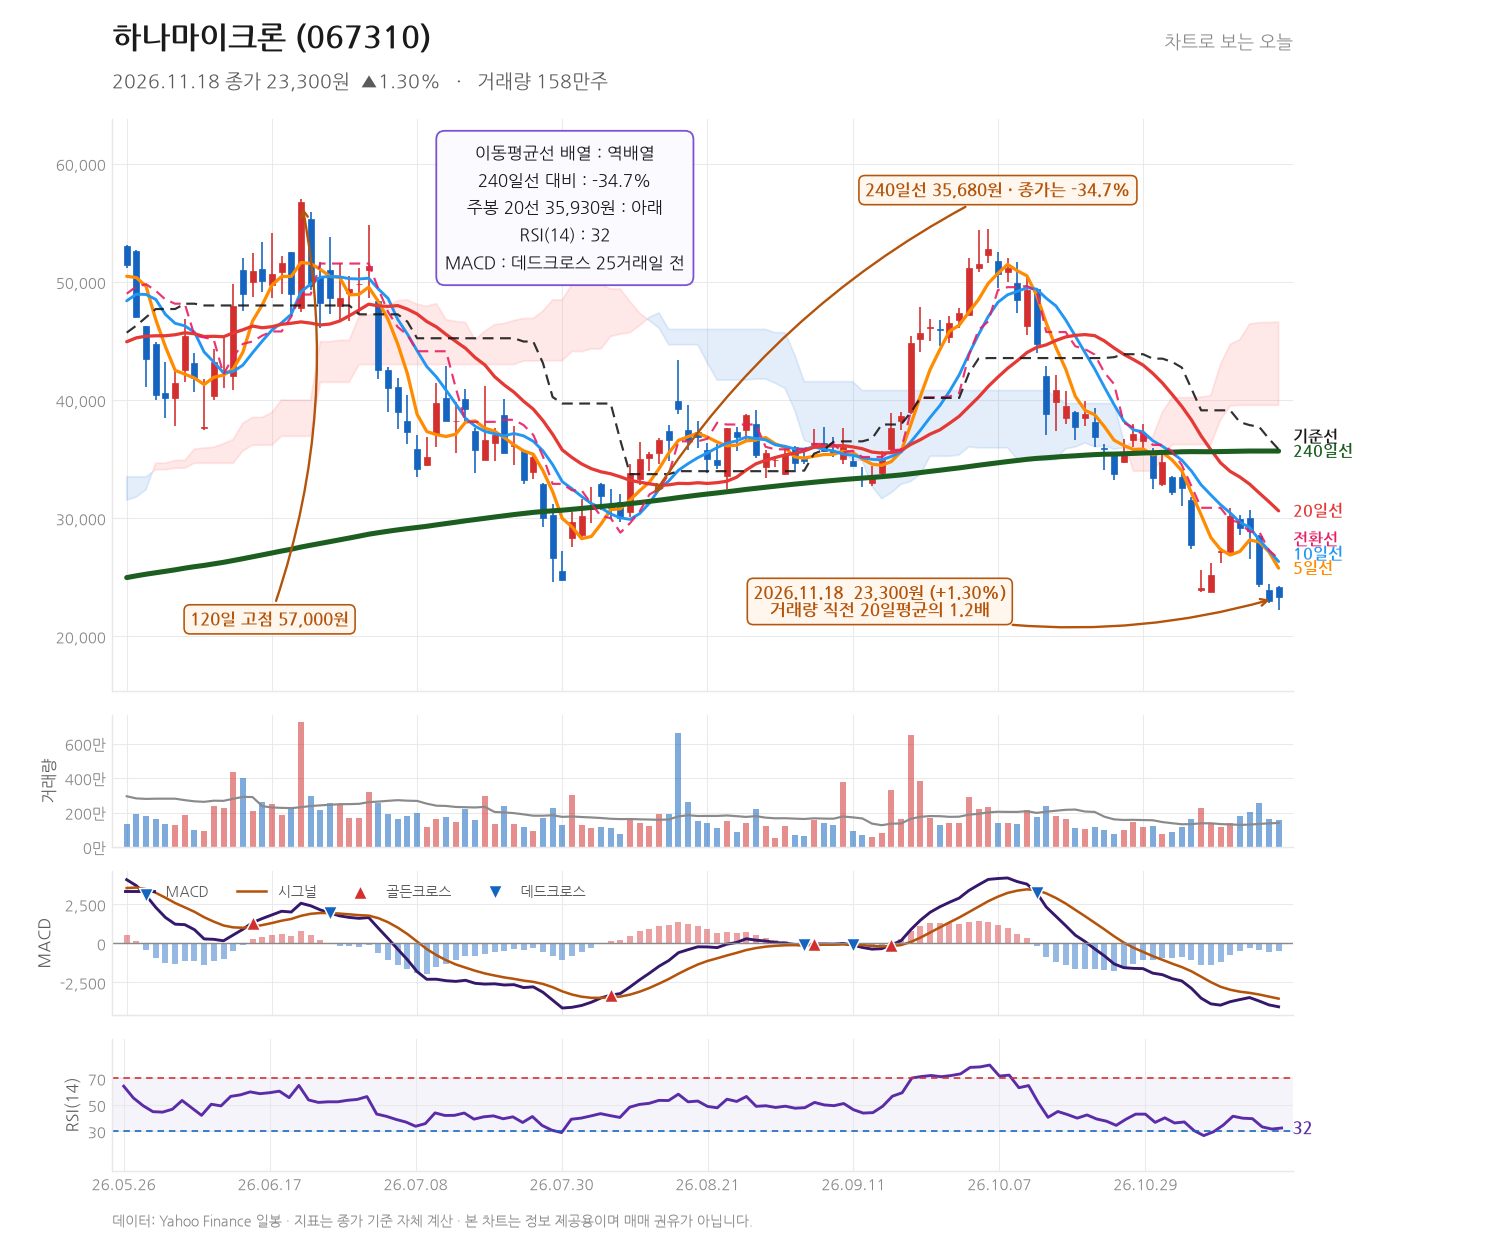 하나마이크론 (067310)
차트로 보는 오늘
2026.11.18 종가 23,300원 ▲1.30% · 거래량 158만주
60,000
50,000
40,000
30,000
20,000
이동평균선 배열 : 역배열
240일선 대비 : -34.7%
주봉 20선 35,930원 : 아래
RSI(14) : 32
MACD : 데드크로스 25거래일 전
240일선 35,680원 · 종가는 -34.7%
120일 고점 57,000원
2026.11.18 23,300원 (+1.30%)
거래량 직전 20일평균의 1.2배
기준선
240일선
20일선
전환선
10일선
5일선
거래량
600만
400만
200만
0만
MACD
2,500
0
-2,500
MACD
시그널
골든크로스
데드크로스
RSI(14)
70
50
30
32
26.05.26
26.06.17
26.07.08
26.07.30
26.08.21
26.09.11
26.10.07
26.10.29
데이터: Yahoo Finance 일봉 · 지표는 종가 기준 자체 계산 · 본 차트는 정보 제공용이며 매매 권유가 아닙니다.